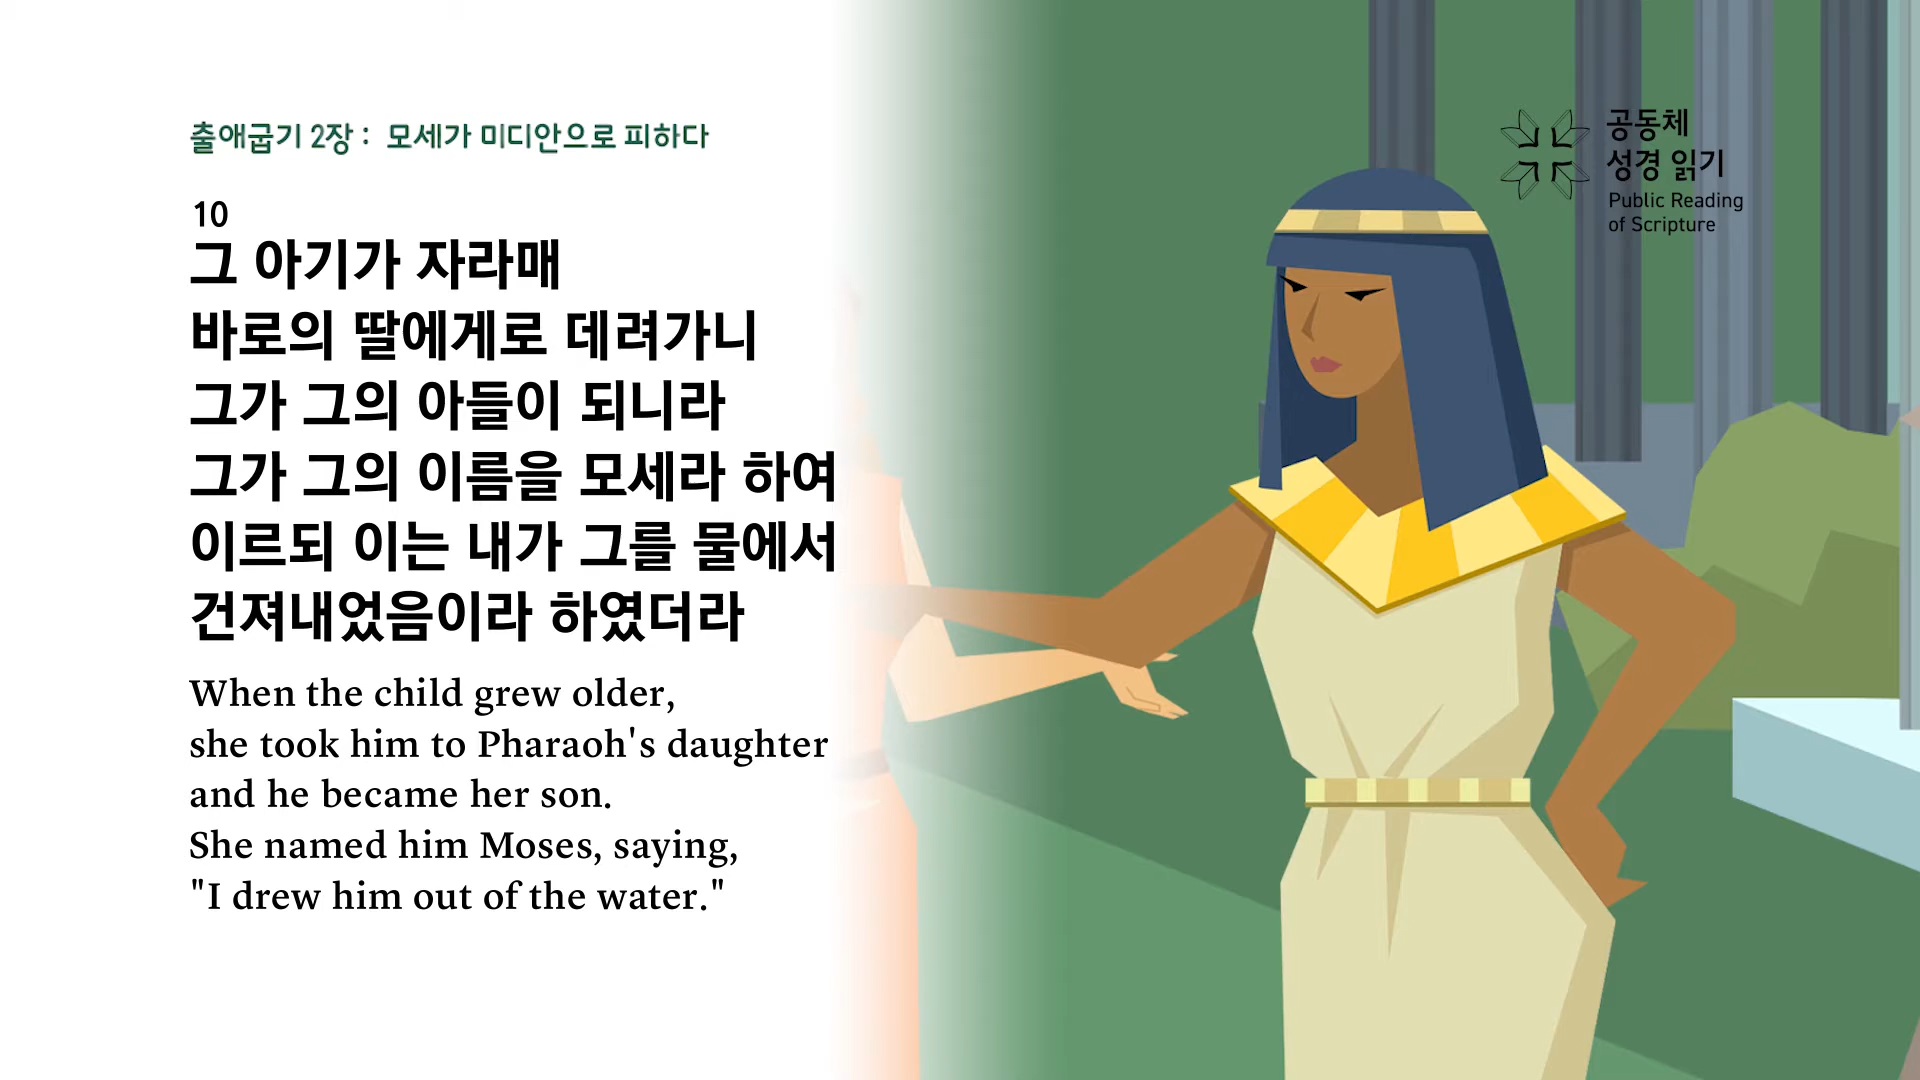 출애굽기 2장 : 모세가 미디안으로 피하다
10
그 아기가 자라매
바로의 딸에게로 데려가니
그가 그의 아들이 되니라
그가 그의 이름을 모세라 하여
이르되 이는 내가 그를 물에서
건져내었음이라 하였더라
When the child grew older,
she took him to Pharaoh's daughter
and he became her son.
She named him Moses, saying,
"I drew him out of the water."
공동체
성경 읽기
Public Reading
of Scripture